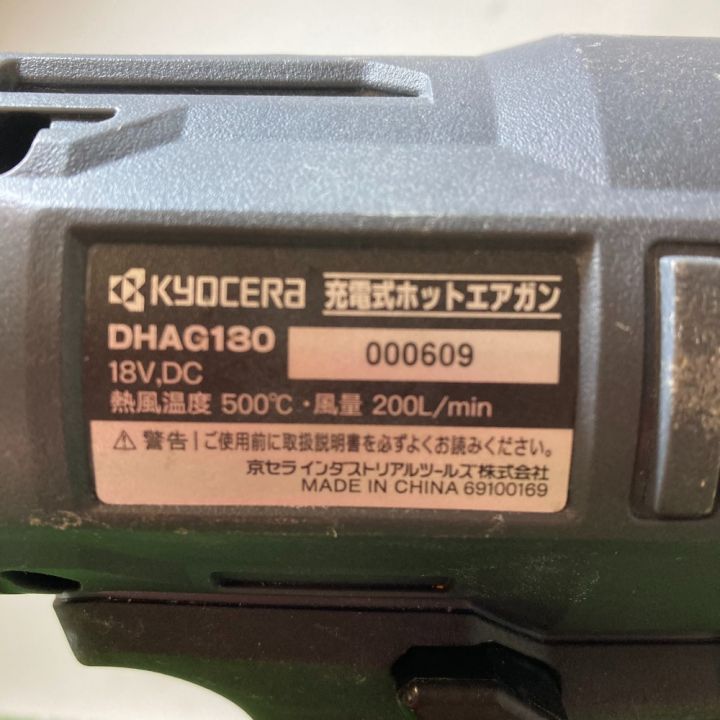 KYOCERA 充電式ホットエアガン
DHAG180 000609
18V,DC
熱風温度 500℃・風量 200L/min
⚠ 警告 | ご使用前に取扱説明書を必ずよくお読みください。
京セラ インダストリアルツールズ株式会社
MADE IN CHINA 69100169